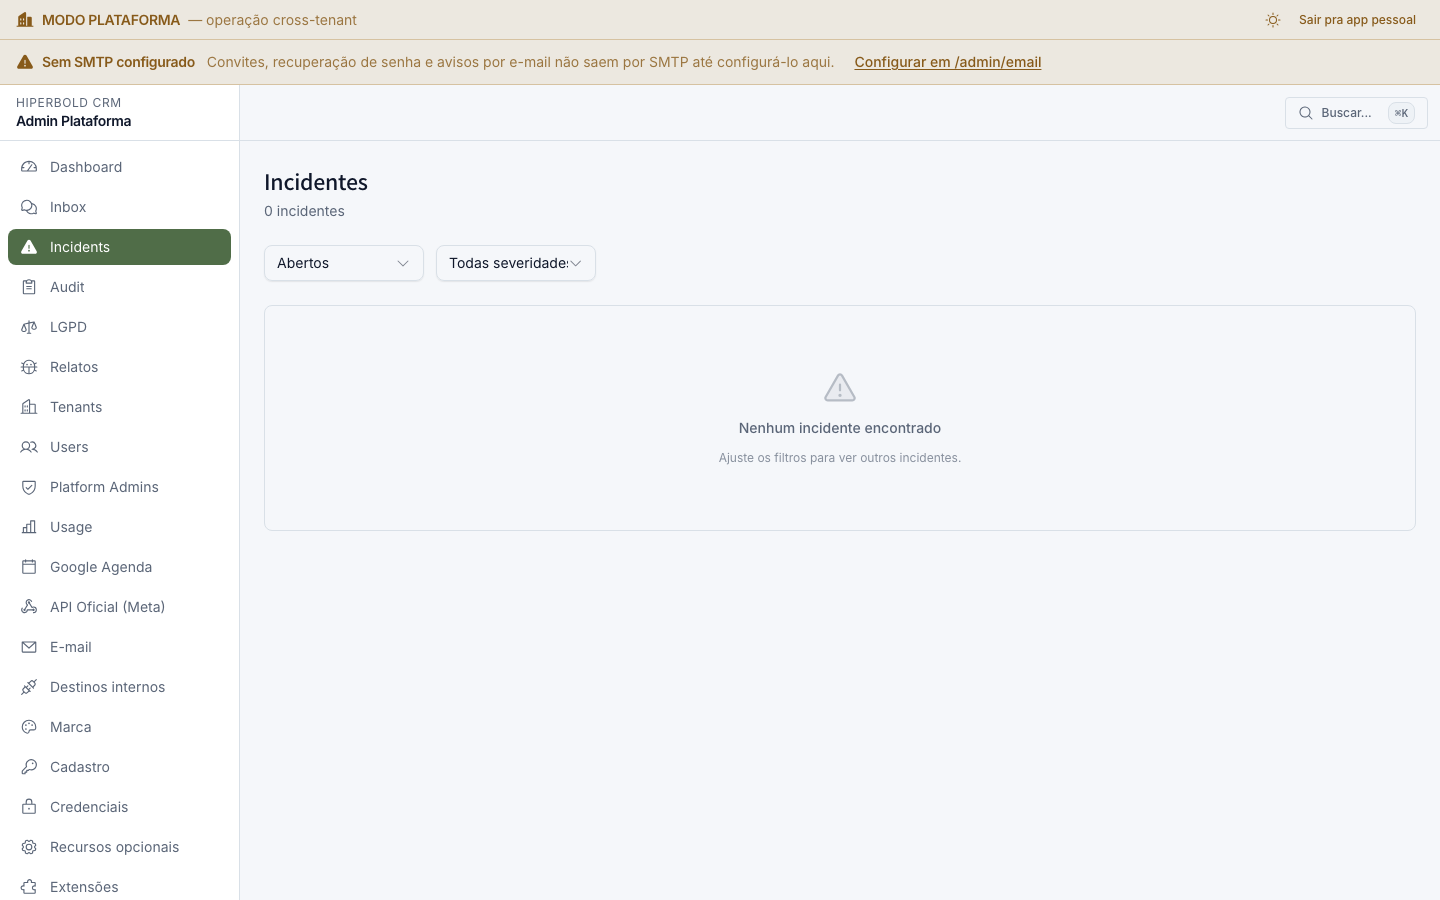 MODO PLATAFORMA — operação cross-tenant
Sair pra app pessoal
Sem SMTP configurado Convites, recuperação de senha e avisos por e-mail não saem por SMTP até configurá-lo aqui. Configurar em /admin/email
HIPERBOLD CRM
Admin Plataforma
Buscar... ⌘K
Dashboard
Inbox
Incidents
Audit
LGPD
Relatos
Tenants
Users
Platform Admins
Usage
Google Agenda
API Oficial (Meta)
E-mail
Destinos internos
Marca
Cadastro
Credenciais
Recursos opcionais
Extensões
Incidentes
0 incidentes
Abertos
Todas severidades
Nenhum incidente encontrado
Ajuste os filtros para ver outros incidentes.